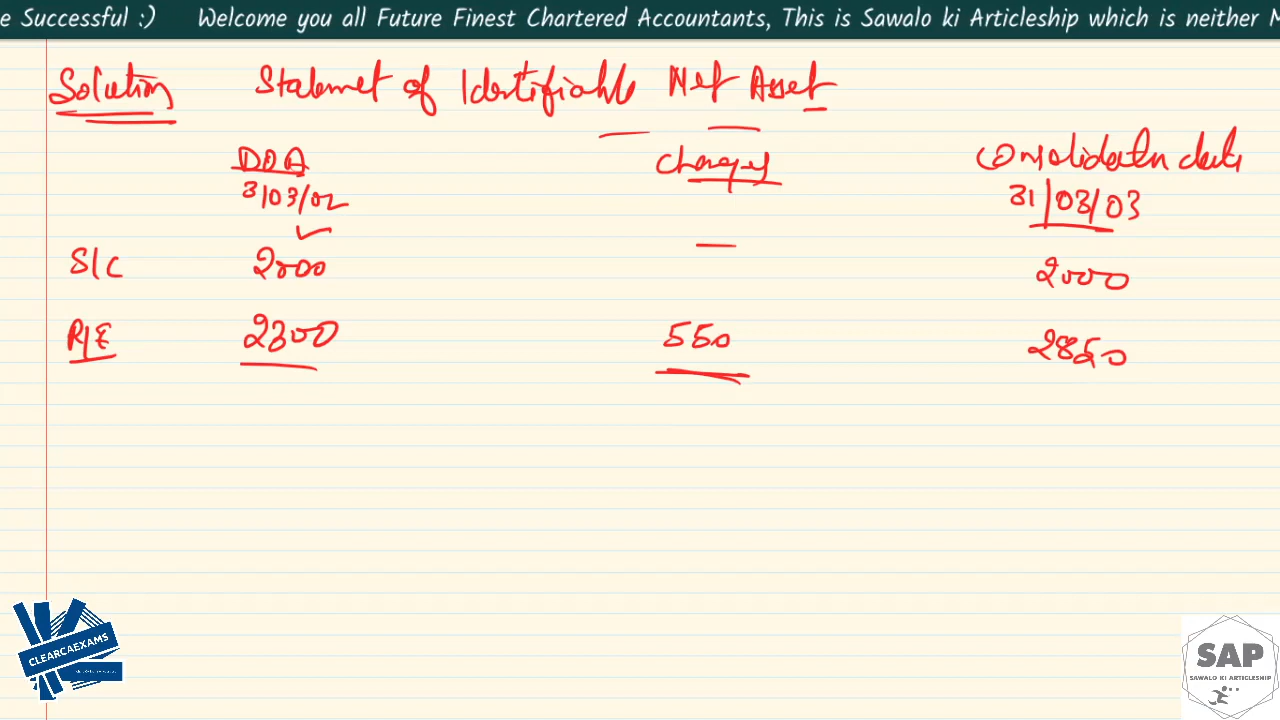 e Successful :) Welcome you all Future Finest Chartered Accountants, This is Sawalo ki Articleship which is neither M
Solution Statement of Identifiable Net Asset
DOA Changes Consolidation date
31/03/02 31/03/03
S/C 2000 — 2000
R/E 2300 550 2850
CLEARCAEXAMS
SAP
SAWALO KI ARTICLESHIP